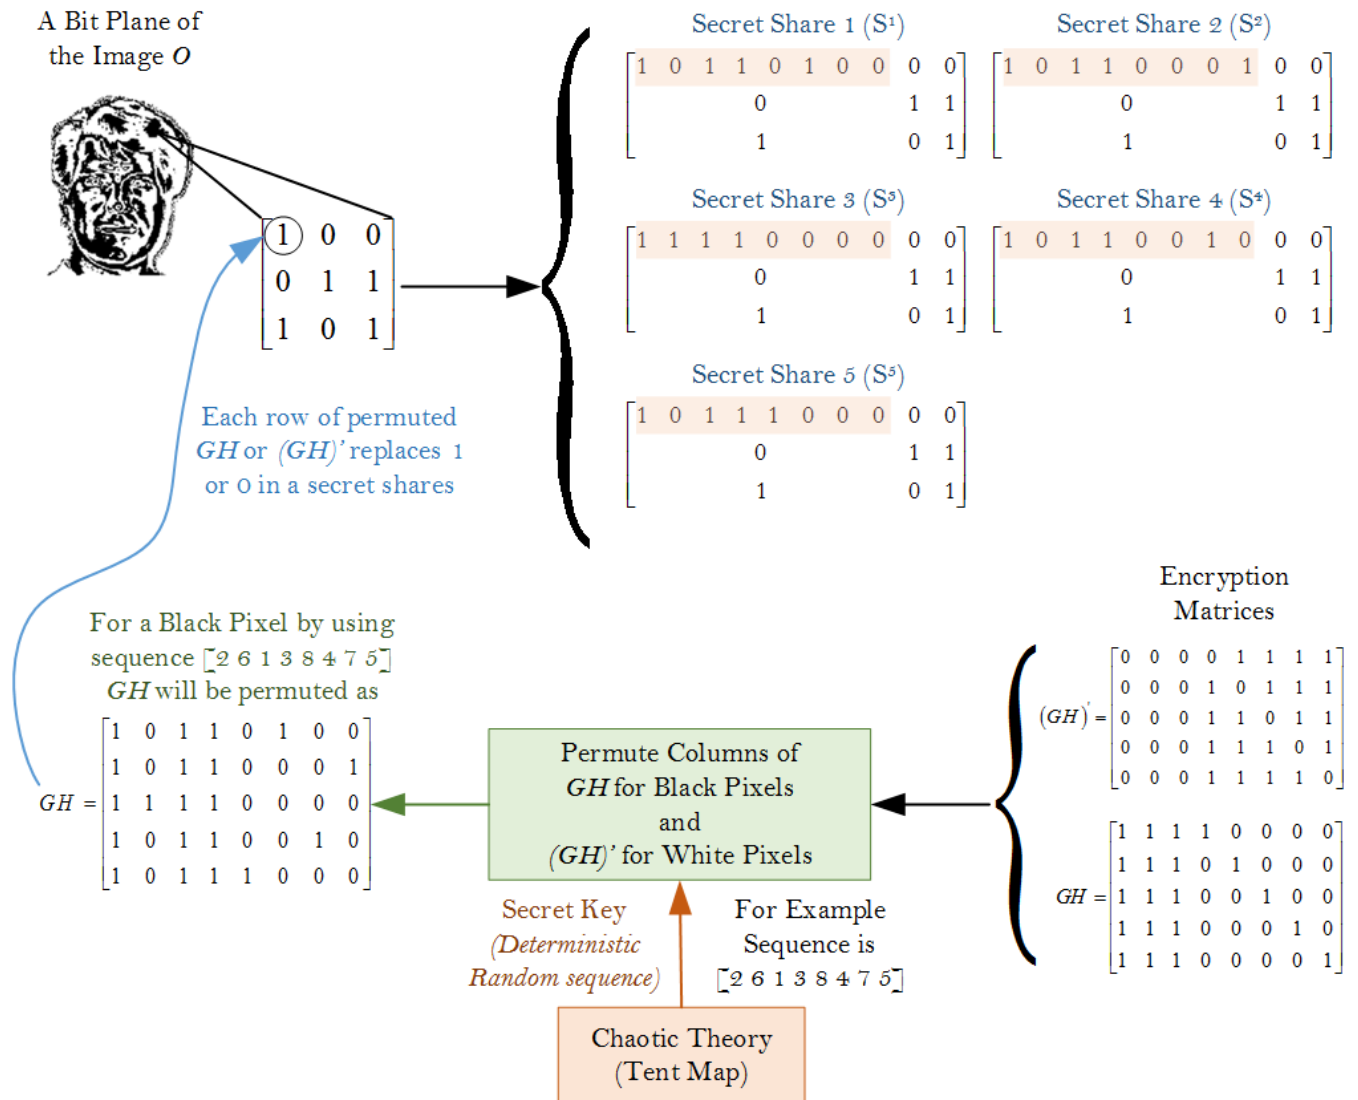 A Bit Plane of
the Image O
1 0 0
0 1 1
1 0 1
Secret Share 1 (S¹)
1 0 1 1 0 1 0 0 0 0
0 1 1
1 0 1
Secret Share 2 (S²)
1 0 1 1 0 0 0 1 0 0
0 1 1
1 0 1
Secret Share 3 (S³)
1 1 1 1 0 0 0 0 0 0
0 1 1
1 0 1
Secret Share 4 (S⁴)
1 0 1 1 0 0 1 0 0 0
0 1 1
1 0 1
Secret Share 5 (S⁵)
1 0 1 1 1 0 0 0 0 0
0 1 1
1 0 1
Each row of permuted
GH or (GH)' replaces 1
or 0 in a secret shares
For a Black Pixel by using
sequence [2 6 1 3 8 4 7 5]
GH will be permuted as
GH =
1 0 1 1 0 1 0 0
1 0 1 1 0 0 0 1
1 1 1 1 0 0 0 0
1 0 1 1 0 0 1 0
1 0 1 1 1 0 0 0
Permute Columns of
GH for Black Pixels
and
(GH)' for White Pixels
Secret Key
(Deterministic
Random sequence)
For Example
Sequence is
[2 6 1 3 8 4 7 5]
Chaotic Theory
(Tent Map)
Encryption
Matrices
(GH)' =
0 0 0 0 1 1 1 1
0 0 0 1 0 1 1 1
0 0 0 1 1 0 1 1
0 0 0 1 1 1 0 1
0 0 0 1 1 1 1 0
GH =
1 1 1 1 0 0 0 0
1 1 1 0 1 0 0 0
1 1 1 0 0 1 0 0
1 1 1 0 0 0 1 0
1 1 1 0 0 0 0 1